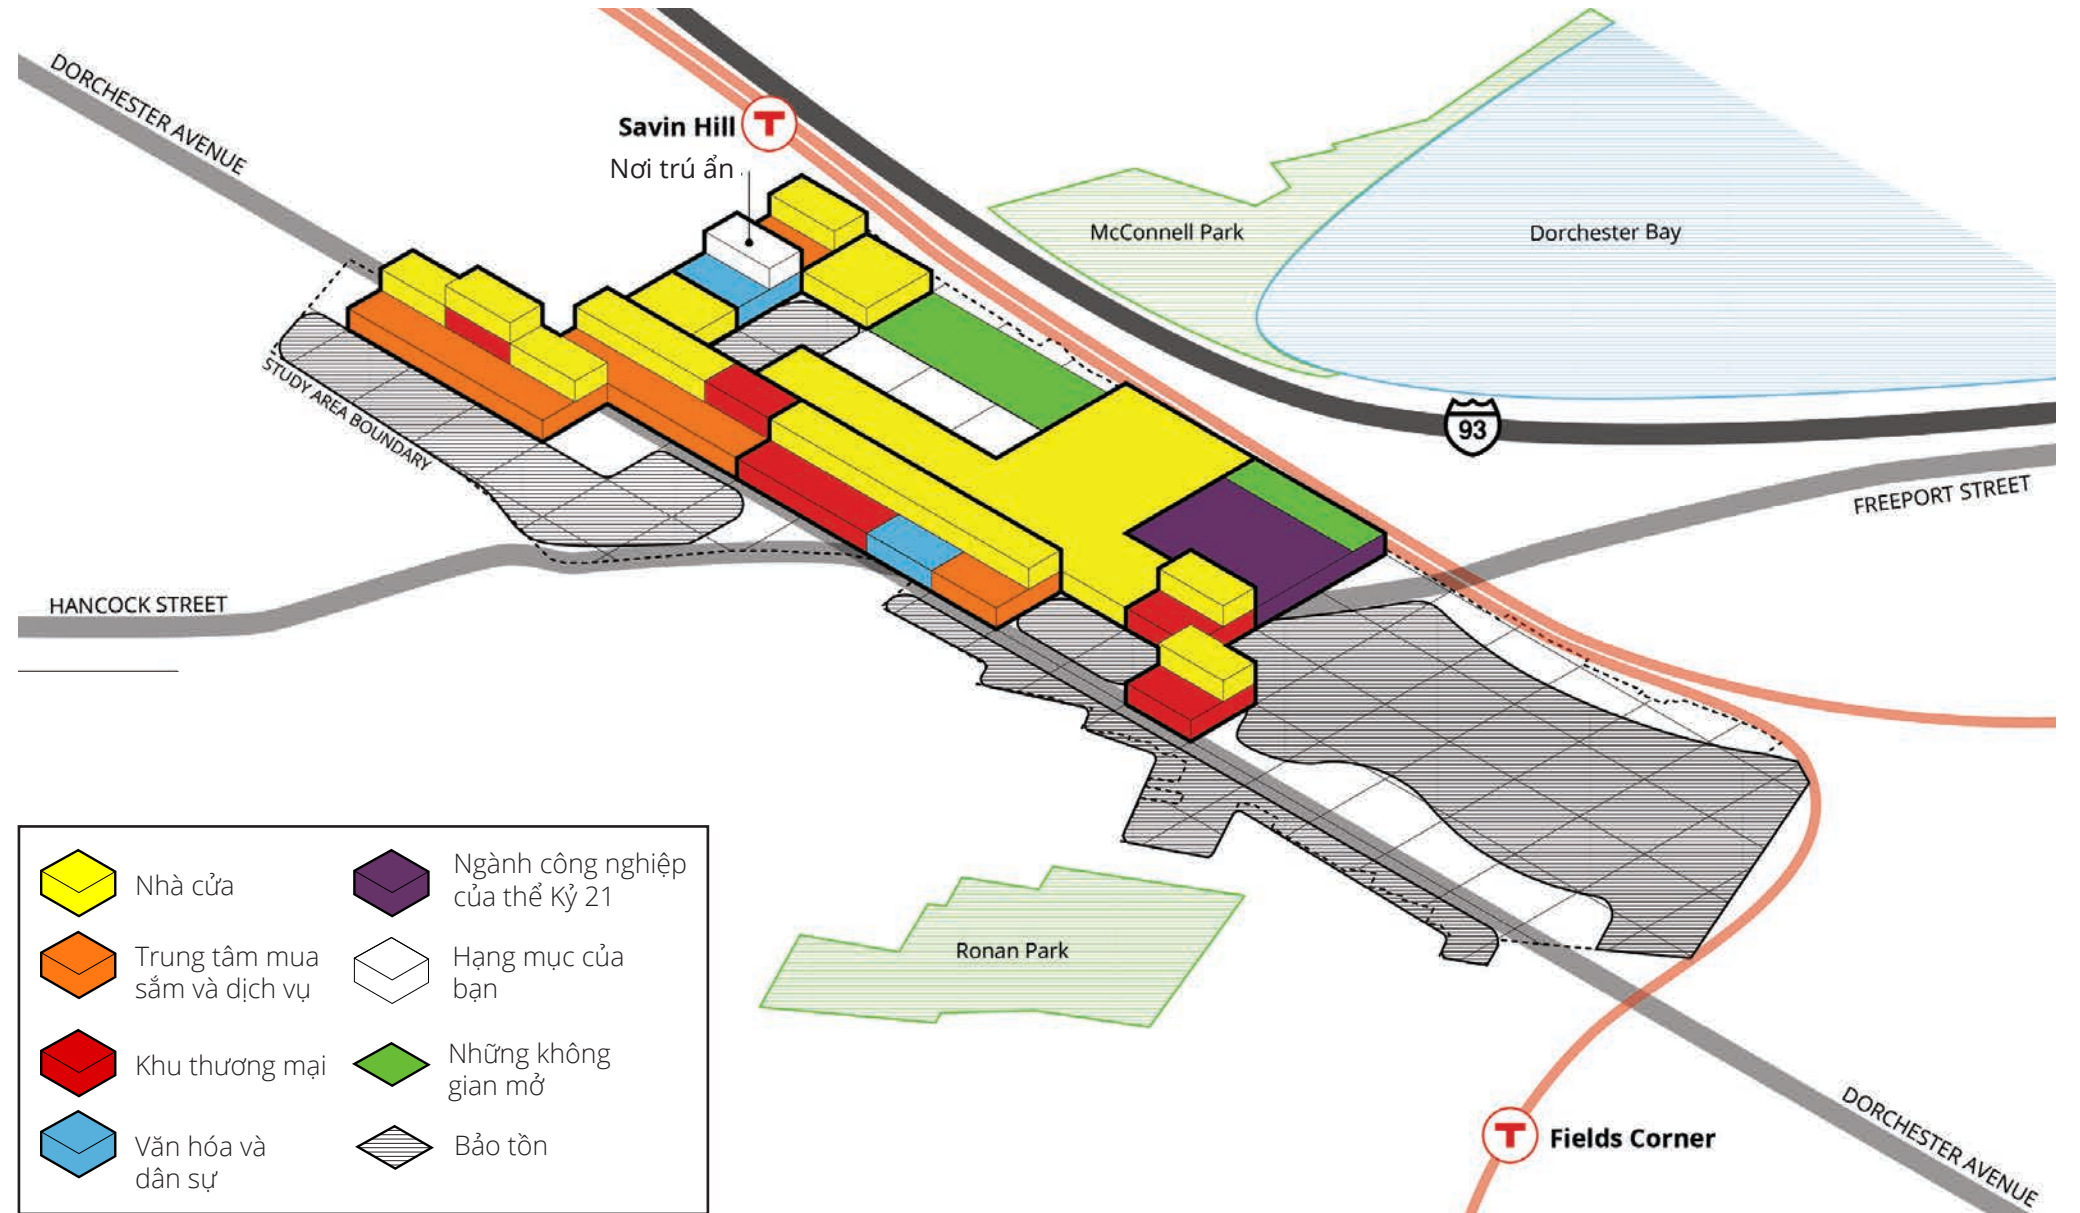 DORCHESTER AVENUE
Savin Hill
T
Nơi trú ẩn
McConnell Park
Dorchester Bay
STUDY AREA BOUNDARY
93
FREEPORT STREET
HANCOCK STREET
Nhà cửa
Trung tâm mua
sắm và dịch vụ
Khu thương mại
Văn hóa và
dân sự
Ngành công nghiệp
của thể Kỷ 21
Hạng mục của
bạn
Những không
gian mở
Bảo tồn
Ronan Park
T
Fields Corner
DORCHESTER AVENUE